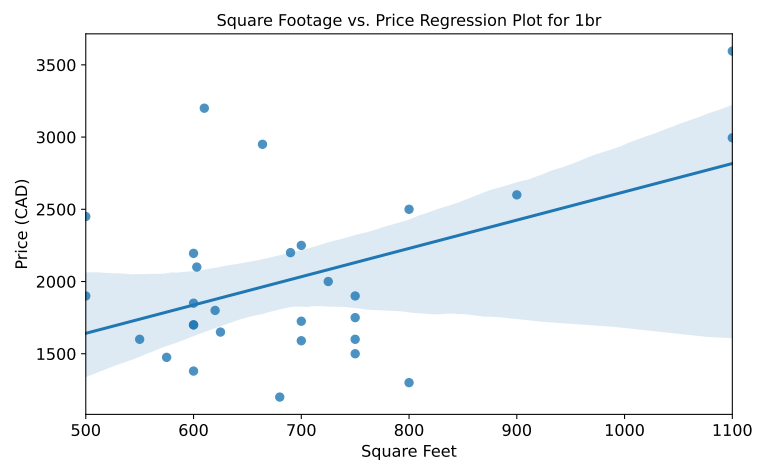 Square Footage vs. Price Regression Plot for 1br
3500
3000
2500
2000
1500
Price (CAD)
500 600 700 800 900 1000 1100
Square Feet